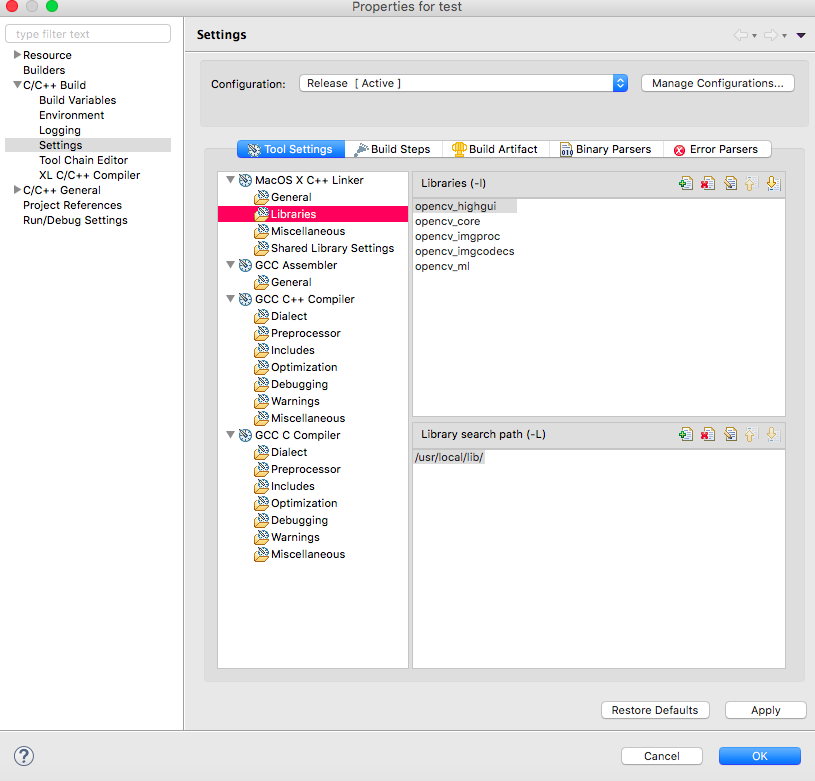 Properties for test
type filter text
Resource
Builders
C/C++ Build
Build Variables
Environment
Logging
Settings
Tool Chain Editor
XL C/C++ Compiler
C/C++ General
Project References
Run/Debug Settings
Settings
Configuration: Release [ Active ] Manage Configurations...
Tool Settings Build Steps Build Artifact Binary Parsers Error Parsers
MacOS X C++ Linker
General
Libraries
Miscellaneous
Shared Library Settings
GCC Assembler
General
GCC C++ Compiler
Dialect
Preprocessor
Includes
Optimization
Debugging
Warnings
Miscellaneous
GCC C Compiler
Dialect
Preprocessor
Includes
Optimization
Debugging
Warnings
Miscellaneous
Libraries (-l)
opencv_highgui
opencv_core
opencv_imgproc
opencv_imgcodecs
opencv_ml
Library search path (-L)
/usr/local/lib/
Restore Defaults Apply
? Cancel OK